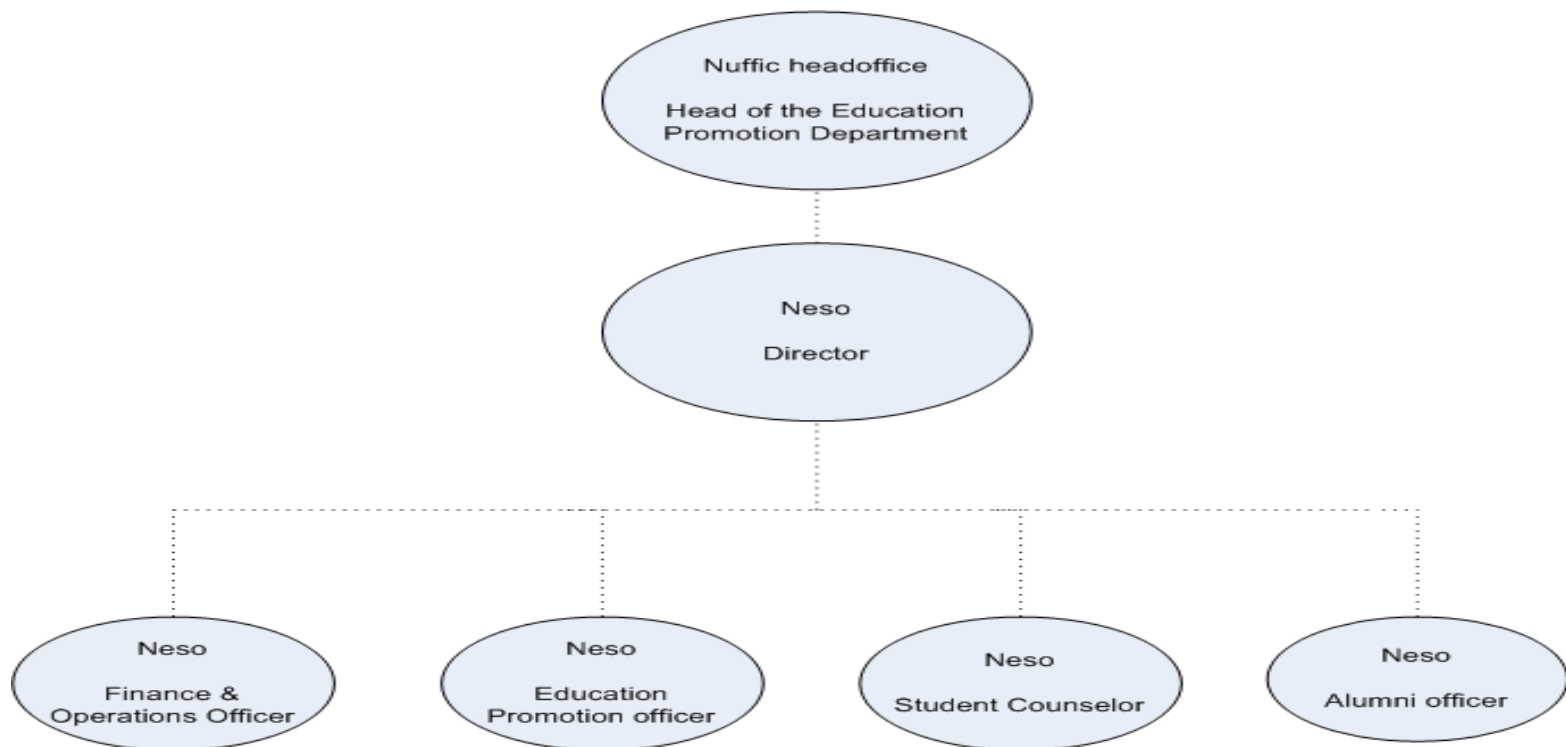 Nuffic headoffice
Head of the Education
Promotion Department
Neso
Director
Neso
Finance &
Operations Officer
Neso
Education
Promotion officer
Neso
Student Counselor
Neso
Alumni officer